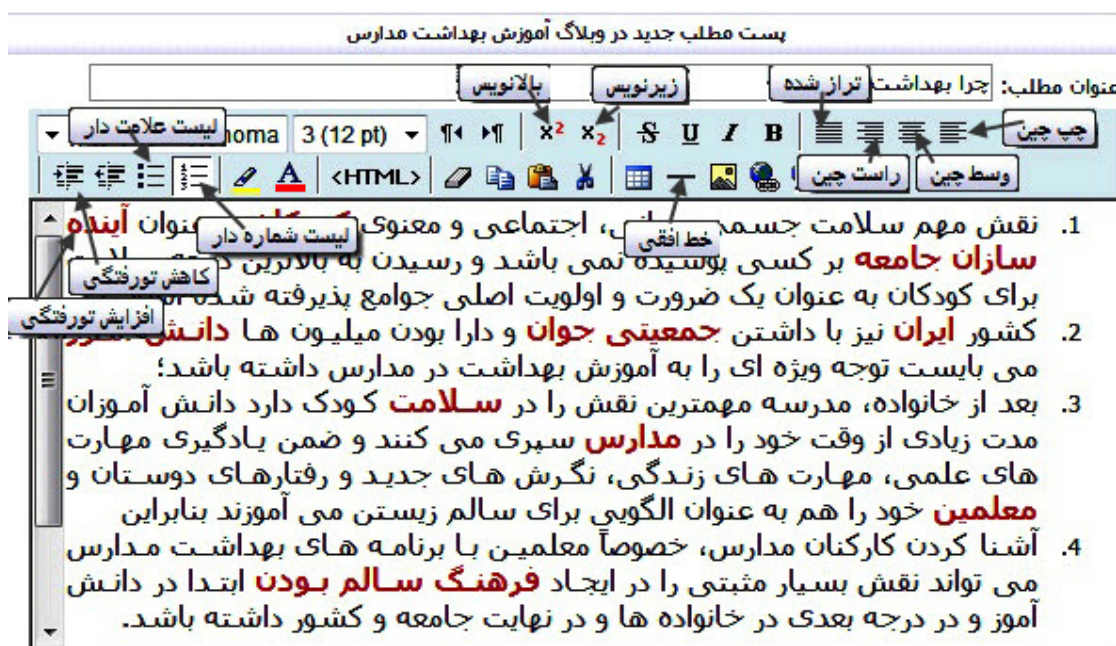 پست مطلب جدید در وبلاگ آموزش بهداشت مدارس
عنوان مطلب: چرا بهداشت
تراز شده
زیرنویس
بالانویس
چپ چین
B I U S x₂ x² 3 (12 pt) homa
لیست علامت دار
وسط چین
راست چین
<HTML> A
خط افقی
لیست شماره دار
کاهش تورفتگی
افزایش تورفتگی
1. نقش مهم سلامت جسمی، اجتماعی و معنوی عنوان آینده
سازان جامعه بر کسی پوشیده نمی باشد و رسیدن به بالاترین
برای کودکان به عنوان یک ضرورت و اولویت اصلی جوامع پذیرفته شده
2. کشور ایران نیز با داشتن جمعیتی جوان و دارا بودن میلیون ها دانش
می بایست توجه ویژه ای را به آموزش بهداشت در مدارس داشته باشد؛
3. بعد از خانواده، مدرسه مهمترین نقش را در سلامت کودک دارد دانش آموزان
مدت زیادی از وقت خود را در مدارس سپری می کنند و ضمن یادگیری مهارت
های علمی، مهارت های زندگی، نگرش های جدید و رفتارهای دوستان و
معلمین خود را هم به عنوان الگویی برای سالم زیستن می آموزند بنابراین
4. آشنا کردن کارکنان مدارس، خصوصاً معلمین با برنامه های بهداشت مدارس
می تواند نقش بسیار مثبتی را در ایجاد فرهنگ سالم بودن ابتدا در دانش
آموز و در درجه بعدی در خانواده ها و در نهایت جامعه و کشور داشته باشد.